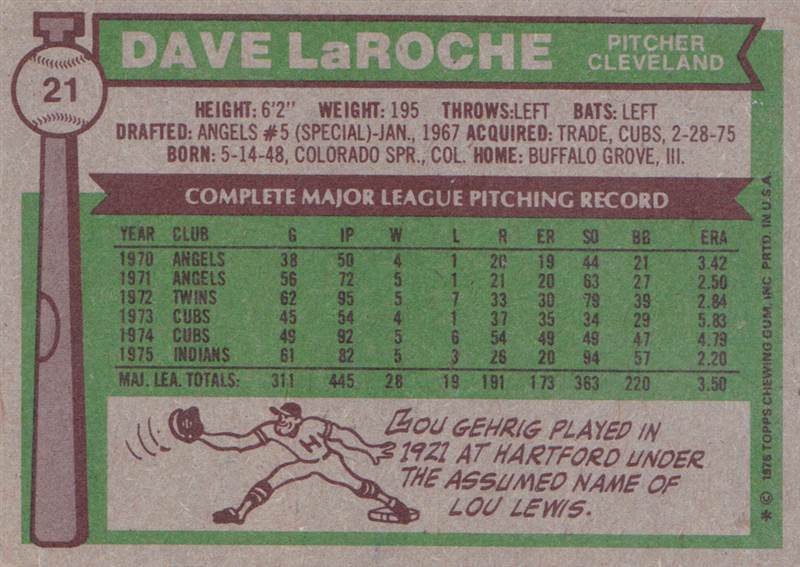 21
DAVE LaROCHE
PITCHER
CLEVELAND
HEIGHT: 6'2" WEIGHT: 195 THROWS:LEFT BATS: LEFT
DRAFTED: ANGELS #5 (SPECIAL)-JAN., 1967 ACQUIRED: TRADE, CUBS, 2-28-75
BORN: 5-14-48, COLORADO SPR., COL. HOME: BUFFALO GROVE, Ill.
COMPLETE MAJOR LEAGUE PITCHING RECORD
YEAR CLUB G IP W L R ER SO BB ERA
1970 ANGELS 38 50 4 1 20 19 44 21 3.42
1971 ANGELS 56 72 5 1 21 20 63 27 2.50
1972 TWINS 62 95 5 7 33 30 79 39 2.84
1973 CUBS 45 54 4 1 37 35 34 29 5.83
1974 CUBS 49 92 5 6 54 49 49 47 4.79
1975 INDIANS 61 82 5 3 26 20 94 57 2.20
MAJ. LEA. TOTALS: 311 445 28 19 191 173 363 220 3.50
LOU GEHRIG PLAYED IN
1921 AT HARTFORD UNDER
THE ASSUMED NAME OF
LOU LEWIS.
H
* © 1976 TOPPS CHEWING GUM, INC. PRTD. IN U.S.A.